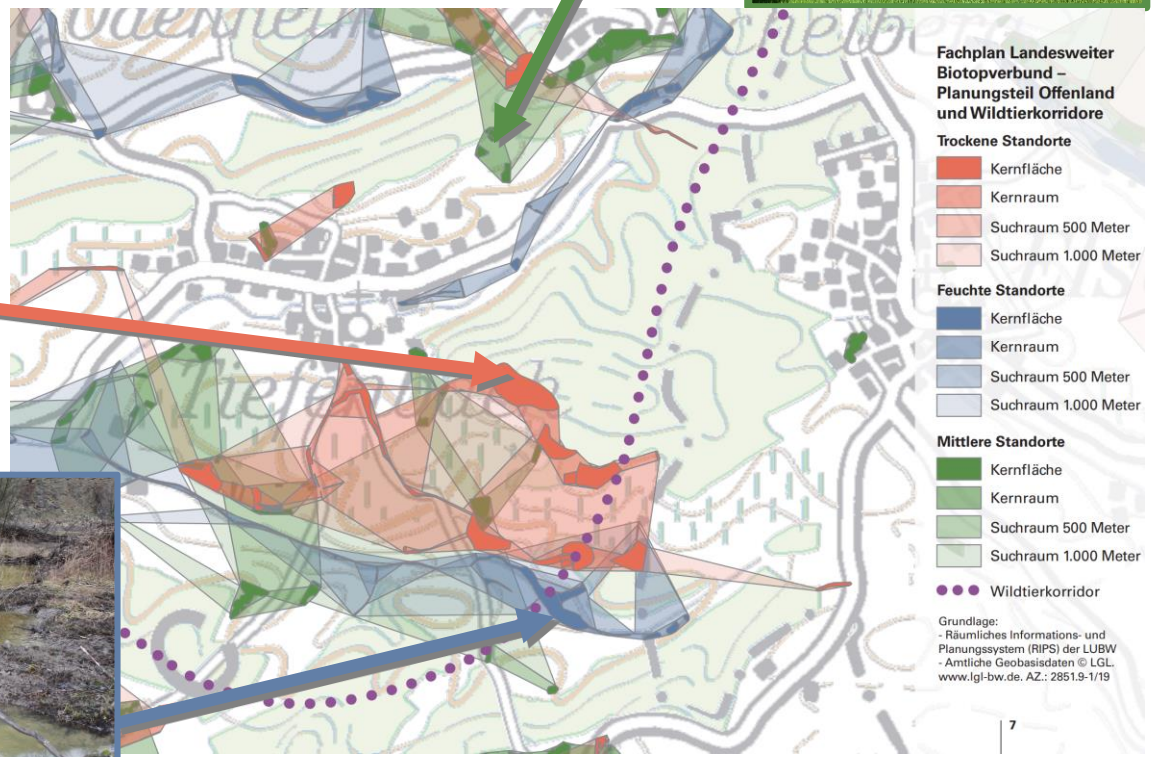 Fachplan Landesweiter
Biotopverbund –
Planungsteil Offenland
und Wildtierkorridore
Trockene Standorte
Kernfläche
Kernraum
Suchraum 500 Meter
Suchraum 1.000 Meter
Feuchte Standorte
Kernfläche
Kernraum
Suchraum 500 Meter
Suchraum 1.000 Meter
Mittlere Standorte
Kernfläche
Kernraum
Suchraum 500 Meter
Suchraum 1.000 Meter
Wildtierkorridor
Grundlage:
- Räumliches Informations- und
Planungssystem (RIPS) der LUBW
- Amtliche Geobasisdaten © LGL.
www.lgl-bw.de. AZ.: 2851.9-1/19
7